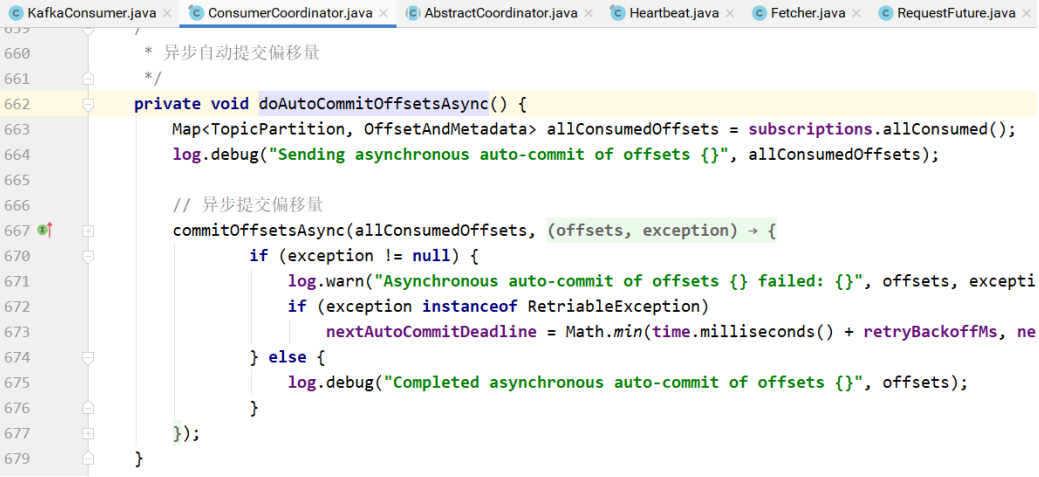 KafkaConsumer.java × ConsumerCoordinator.java × AbstractCoordinator.java × Heartbeat.java × Fetcher.java × RequestFuture.java ×
659 /**
660 * 异步自动提交偏移量
661 */
662 private void doAutoCommitOffsetsAsync() {
663 Map<TopicPartition, OffsetAndMetadata> allConsumedOffsets = subscriptions.allConsumed();
664 log.debug("Sending asynchronous auto-commit of offsets {}", allConsumedOffsets);
665
666 // 异步提交偏移量
667 commitOffsetsAsync(allConsumedOffsets, (offsets, exception) → {
670 if (exception != null) {
671 log.warn("Asynchronous auto-commit of offsets {} failed: {}", offsets, excepti
672 if (exception instanceof RetriableException)
673 nextAutoCommitDeadline = Math.min(time.milliseconds() + retryBackoffMs, ne
674 } else {
675 log.debug("Completed asynchronous auto-commit of offsets {}", offsets);
676 }
677 });
679 }